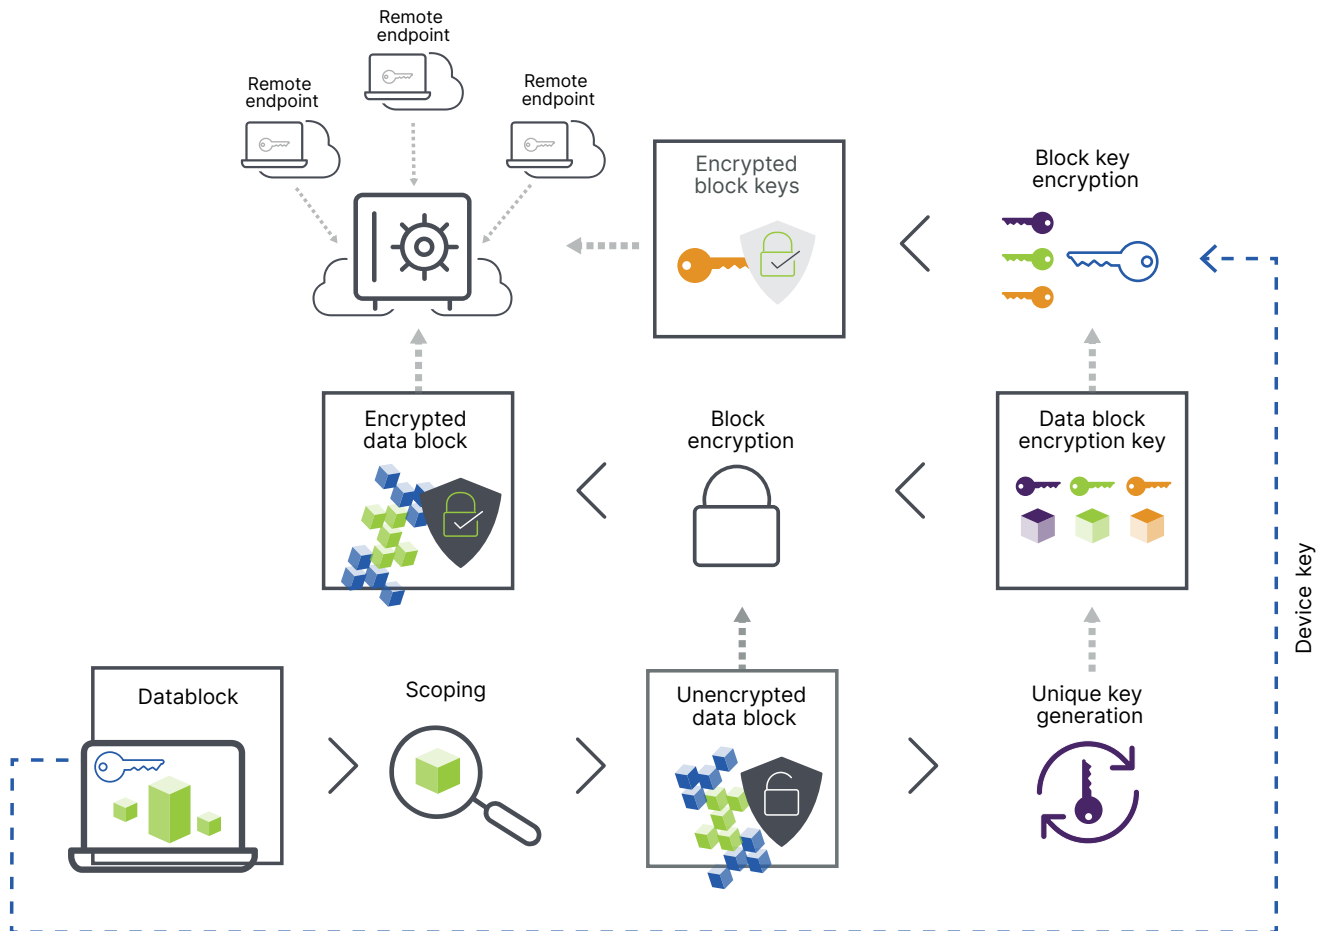 Remote
endpoint
Remote
endpoint
Remote
endpoint
Encrypted
block keys
Block key
encryption
Encrypted
data block
Block
encryption
Data block
encryption key
Device key
Datablock
Scoping
Unencrypted
data block
Unique key
generation